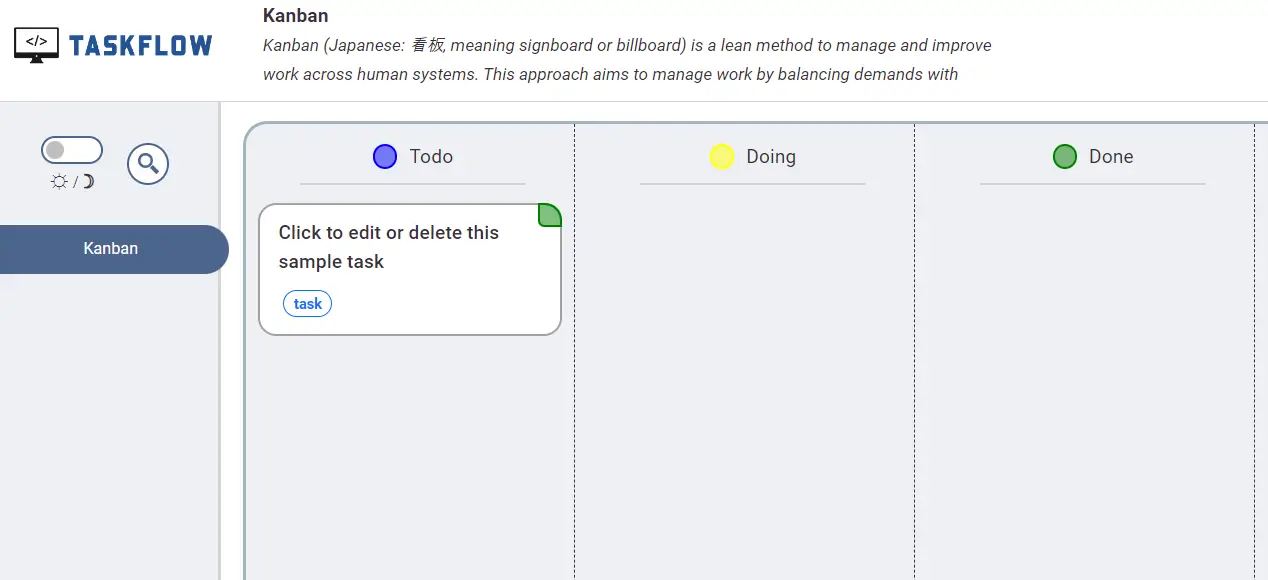 </> TASKFLOW
Kanban
Kanban (Japanese: 看板, meaning signboard or billboard) is a lean method to manage and improve
work across human systems. This approach aims to manage work by balancing demands with
/
Kanban
Todo
Doing
Done
Click to edit or delete this
sample task
task